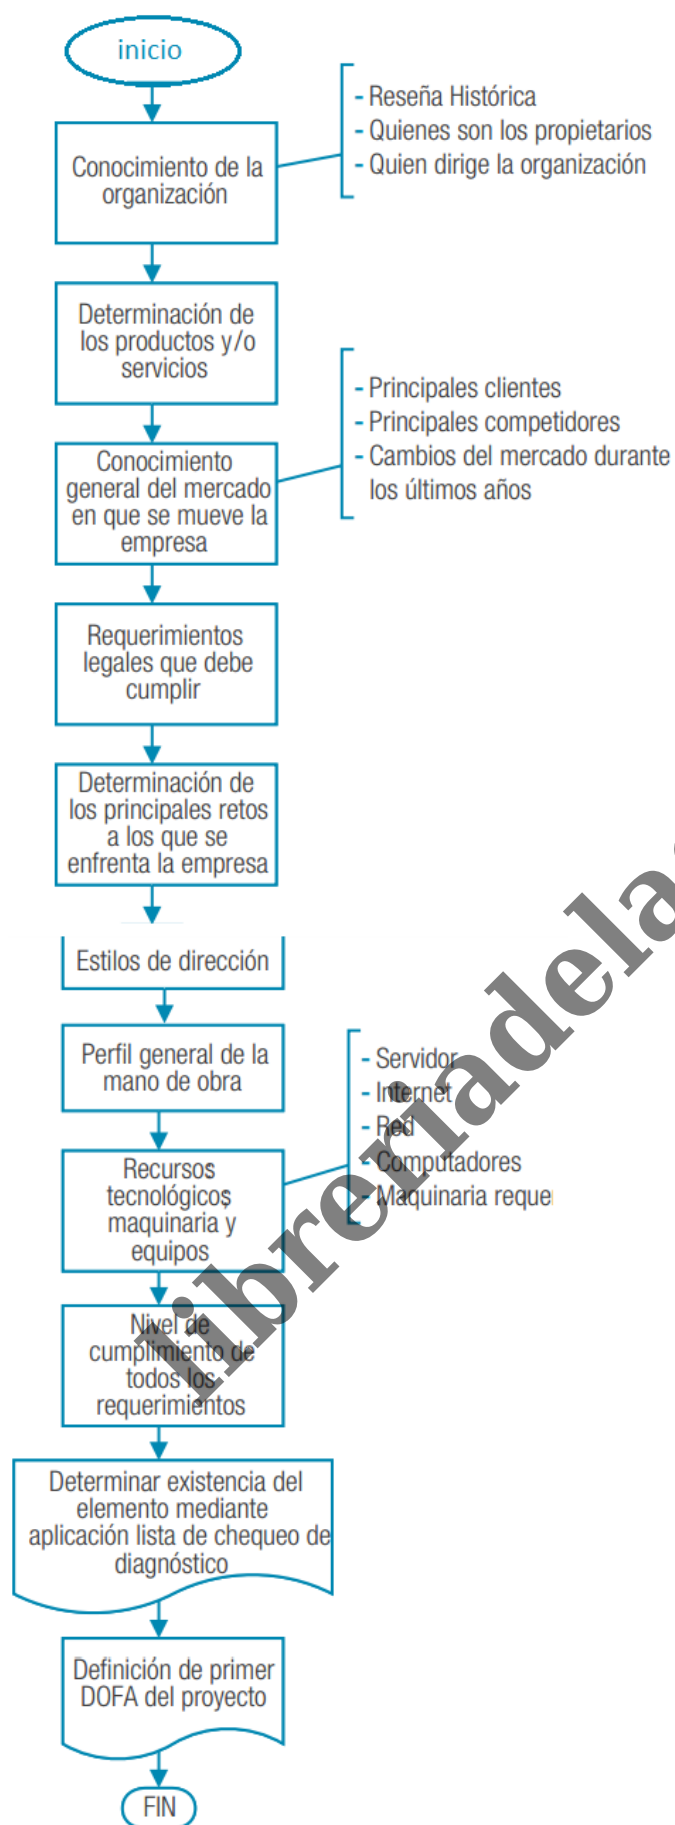 inicio
- Reseña Histórica
- Quienes son los propietarios
- Quien dirige la organización
Conocimiento de la
organización
Determinación de
los productos y/o
servicios
- Principales clientes
- Principales competidores
- Cambios del mercado durante
los últimos años
Conocimiento
general del mercado
en que se mueve la
empresa
Requerimientos
legales que debe
cumplir
Determinación de
los principales retos
a los que se
enfrenta la empresa
Estilos de dirección
Perfil general de la
mano de obra
- Servidor
- Internet
- Red
- Computadores
- Maquinaria
Recursos
tecnológicos
maquinaria y
equipos
Nivel de
cumplimiento de
todos los
requerimientos
Determinar existencia del
elemento mediante
aplicación lista de chequeo de
diagnóstico
Definición de primer
DOFA del proyecto
FIN